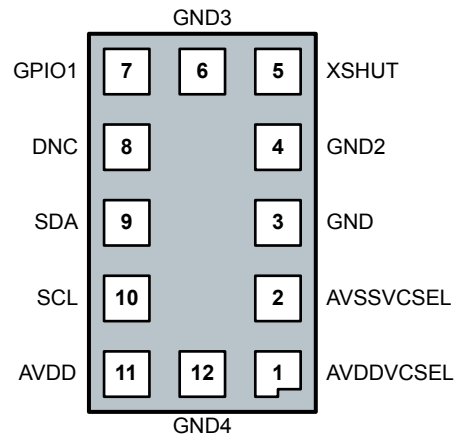 GND3
GPIO1 7 6 5 XSHUT
DNC 8 4 GND2
SDA 9 3 GND
SCL 10 2 AVSSVCSEL
AVDD 11 12 1 AVDDVCSEL
GND4